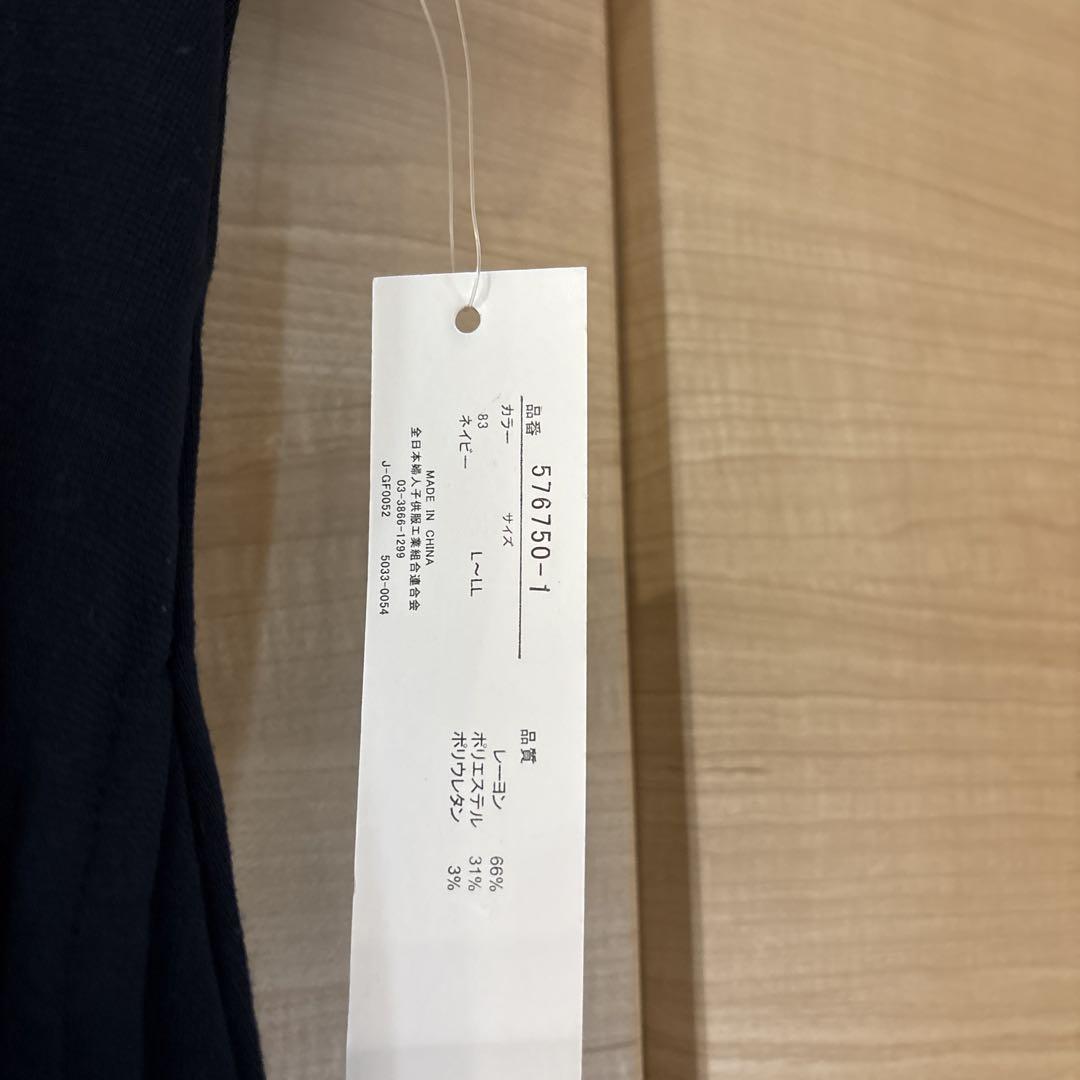 品番 576750-1
カラー サイズ
83 L～LL
ネイビー
MADE IN CHINA
全日本婦人子供服工業組合連合会
03-3866-1299
J-GF0052 5033-0054
品質
レーヨン 66%
ポリエステル 31%
ポリウレタン 3%